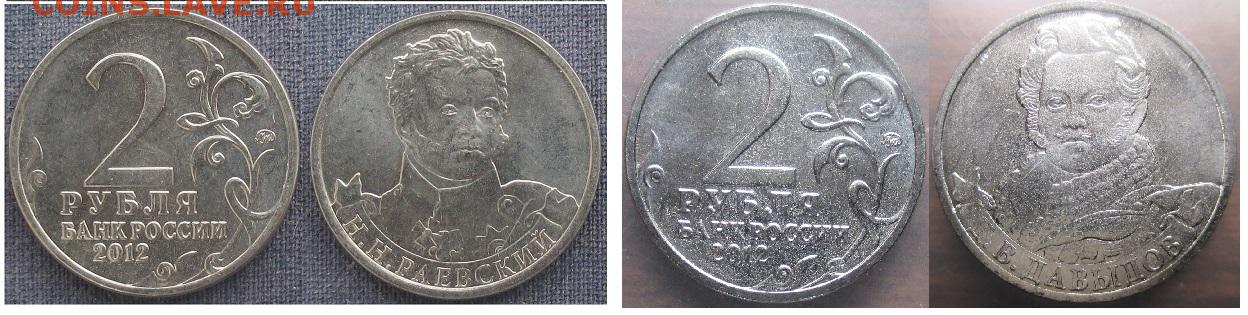 COINS.LAVE.RU
2
РУБЛЯ
БАНК РОССИИ
2012
Н.Н.РАЕВСКИЙ
2
РУБЛЯ
БАНК РОССИИ
2012
Б. ДАВЫДОВ